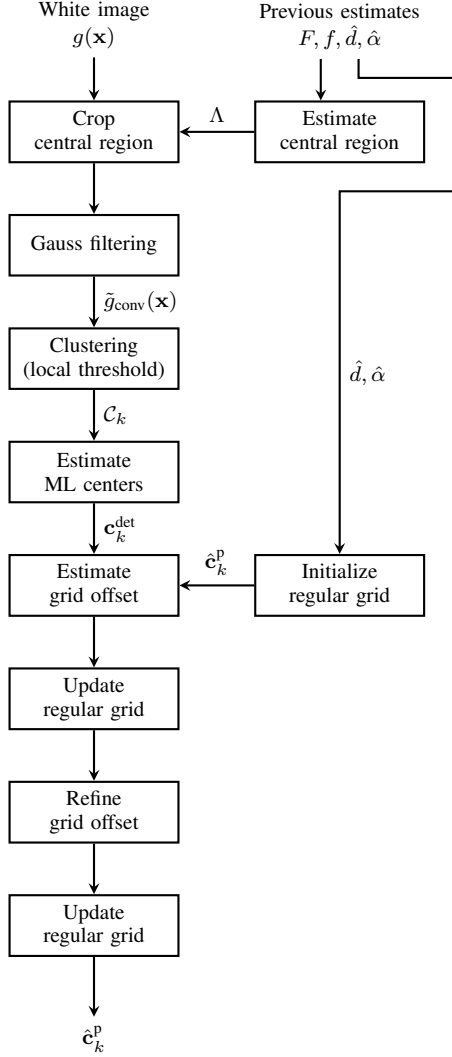 White image
g(x)
Previous estimates
F, f, d̂, α̂
Crop
central region
Λ
Estimate
central region
Gauss filtering
g̃conv(x)
Clustering
(local threshold)
d̂, α̂
𝒞k
Estimate
ML centers
c_k^det
Estimate
grid offset
ĉ_k^p
Initialize
regular grid
Update
regular grid
Refine
grid offset
Update
regular grid
ĉ_k^p